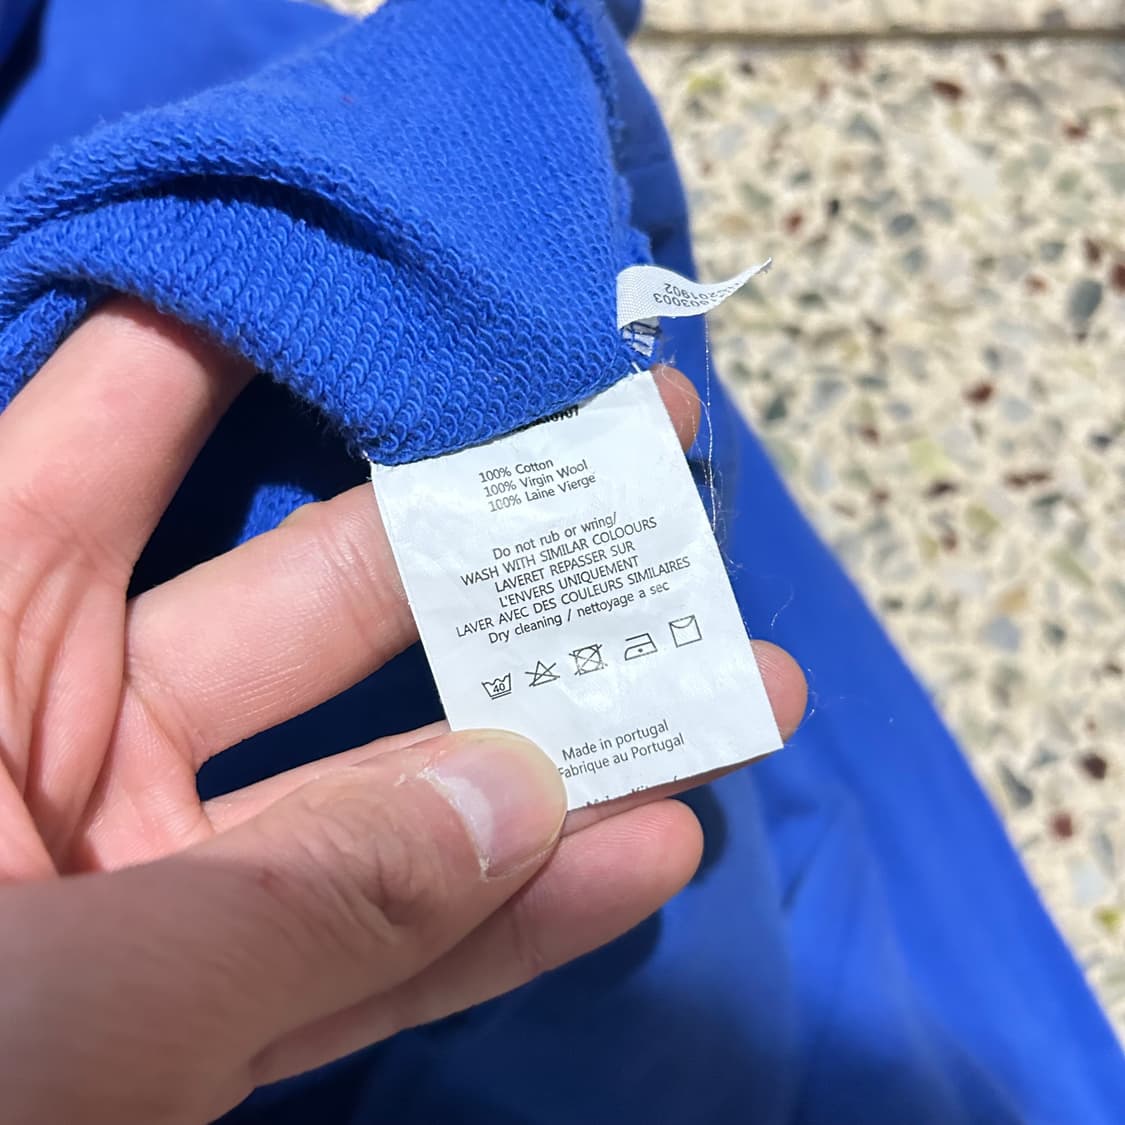 100% Cotton
100% Virgin Wool
100% Laine Vierge
Do not rub or wring/
WASH WITH SIMILAR COLOOURS
LAVERET REPASSER SUR
L'ENVERS UNIQUEMENT
LAVER AVEC DES COULEURS SIMILAIRES
Dry cleaning / nettoyage a sec
40
Made in portugal
Fabrique au Portugal